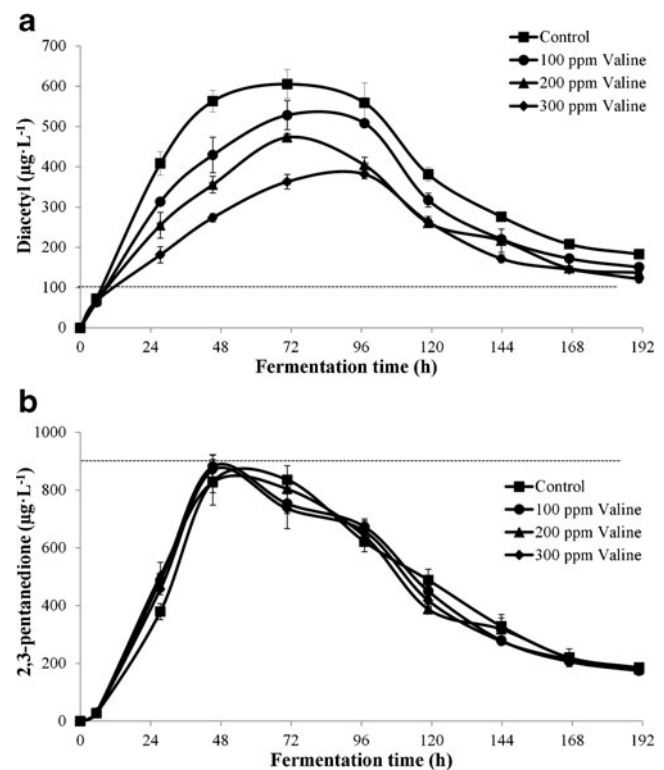 a
Control
100 ppm Valine
200 ppm Valine
300 ppm Valine
Diacetyl (µg·L⁻¹)
700
600
500
400
300
200
100
0
0 24 48 72 96 120 144 168 192
Fermentation time (h)
b
Control
100 ppm Valine
200 ppm Valine
300 ppm Valine
2,3-pentanedione (µg·L⁻¹)
1000
800
600
400
200
0
0 24 48 72 96 120 144 168 192
Fermentation time (h)